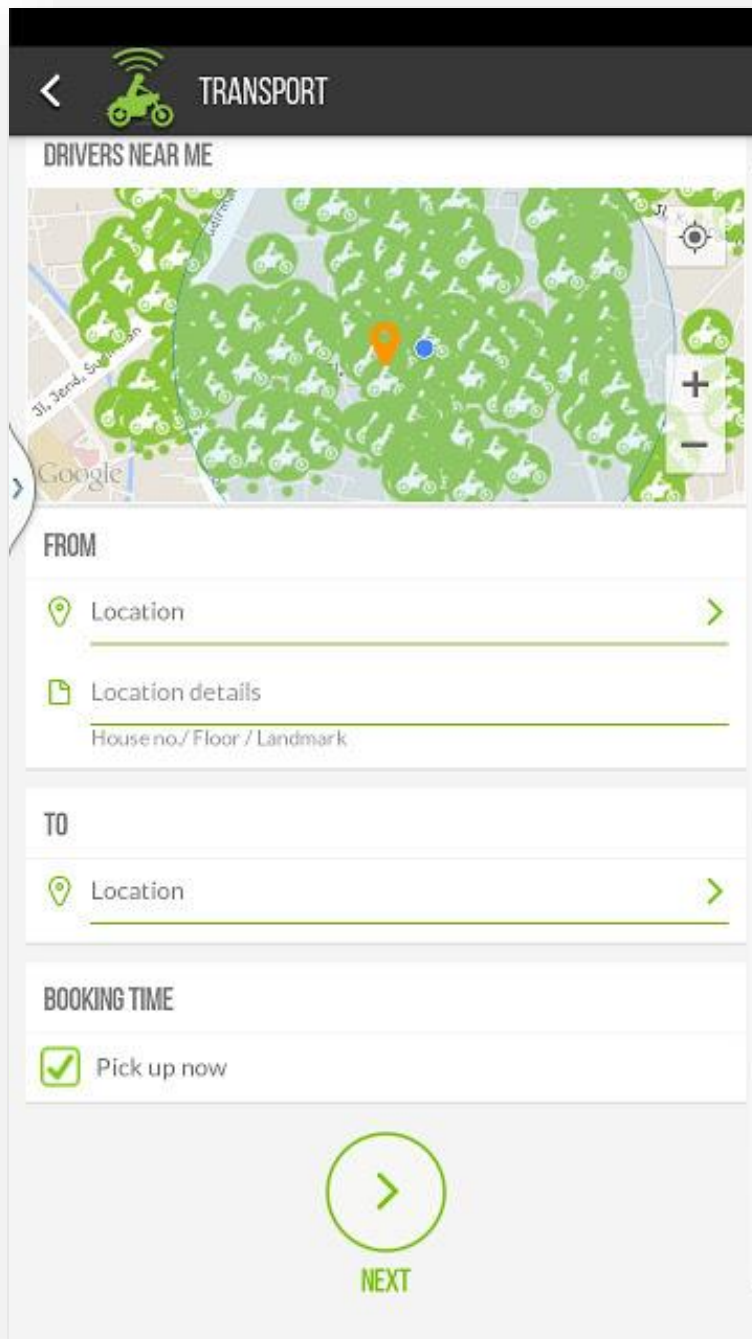 TRANSPORT
DRIVERS NEAR ME
Jl. Jend.
Google
FROM
Location
Location details
House no./ Floor / Landmark
TO
Location
BOOKING TIME
Pick up now
NEXT